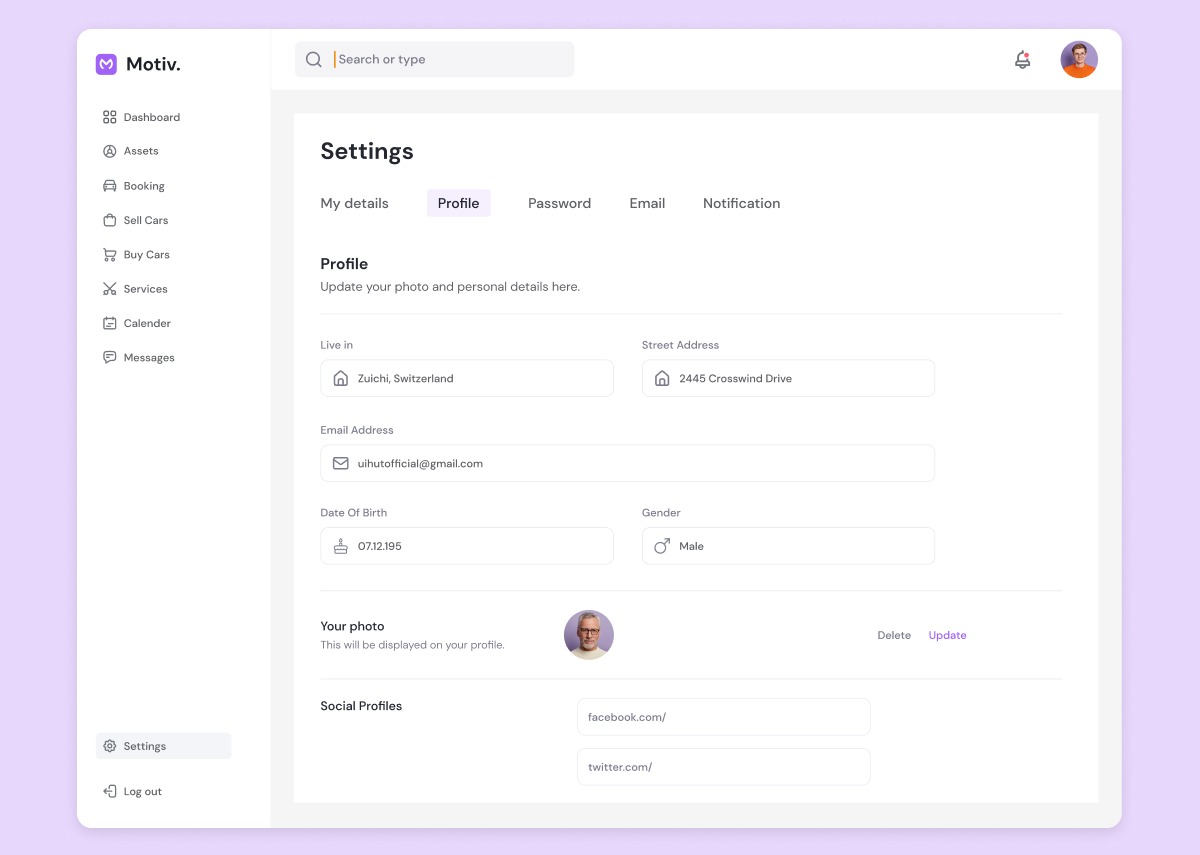 Motiv.
Search or type
Dashboard
Assets
Booking
Sell Cars
Buy Cars
Services
Calender
Messages
Settings
Log out
Settings
My details Profile Password Email Notification
Profile
Update your photo and personal details here.
Live in Street Address
Zuichi, Switzerland 2445 Crosswind Drive
Email Address
uihutofficial@gmail.com
Date Of Birth Gender
07.12.195 Male
Your photo
This will be displayed on your profile.
Delete Update
Social Profiles
facebook.com/
twitter.com/